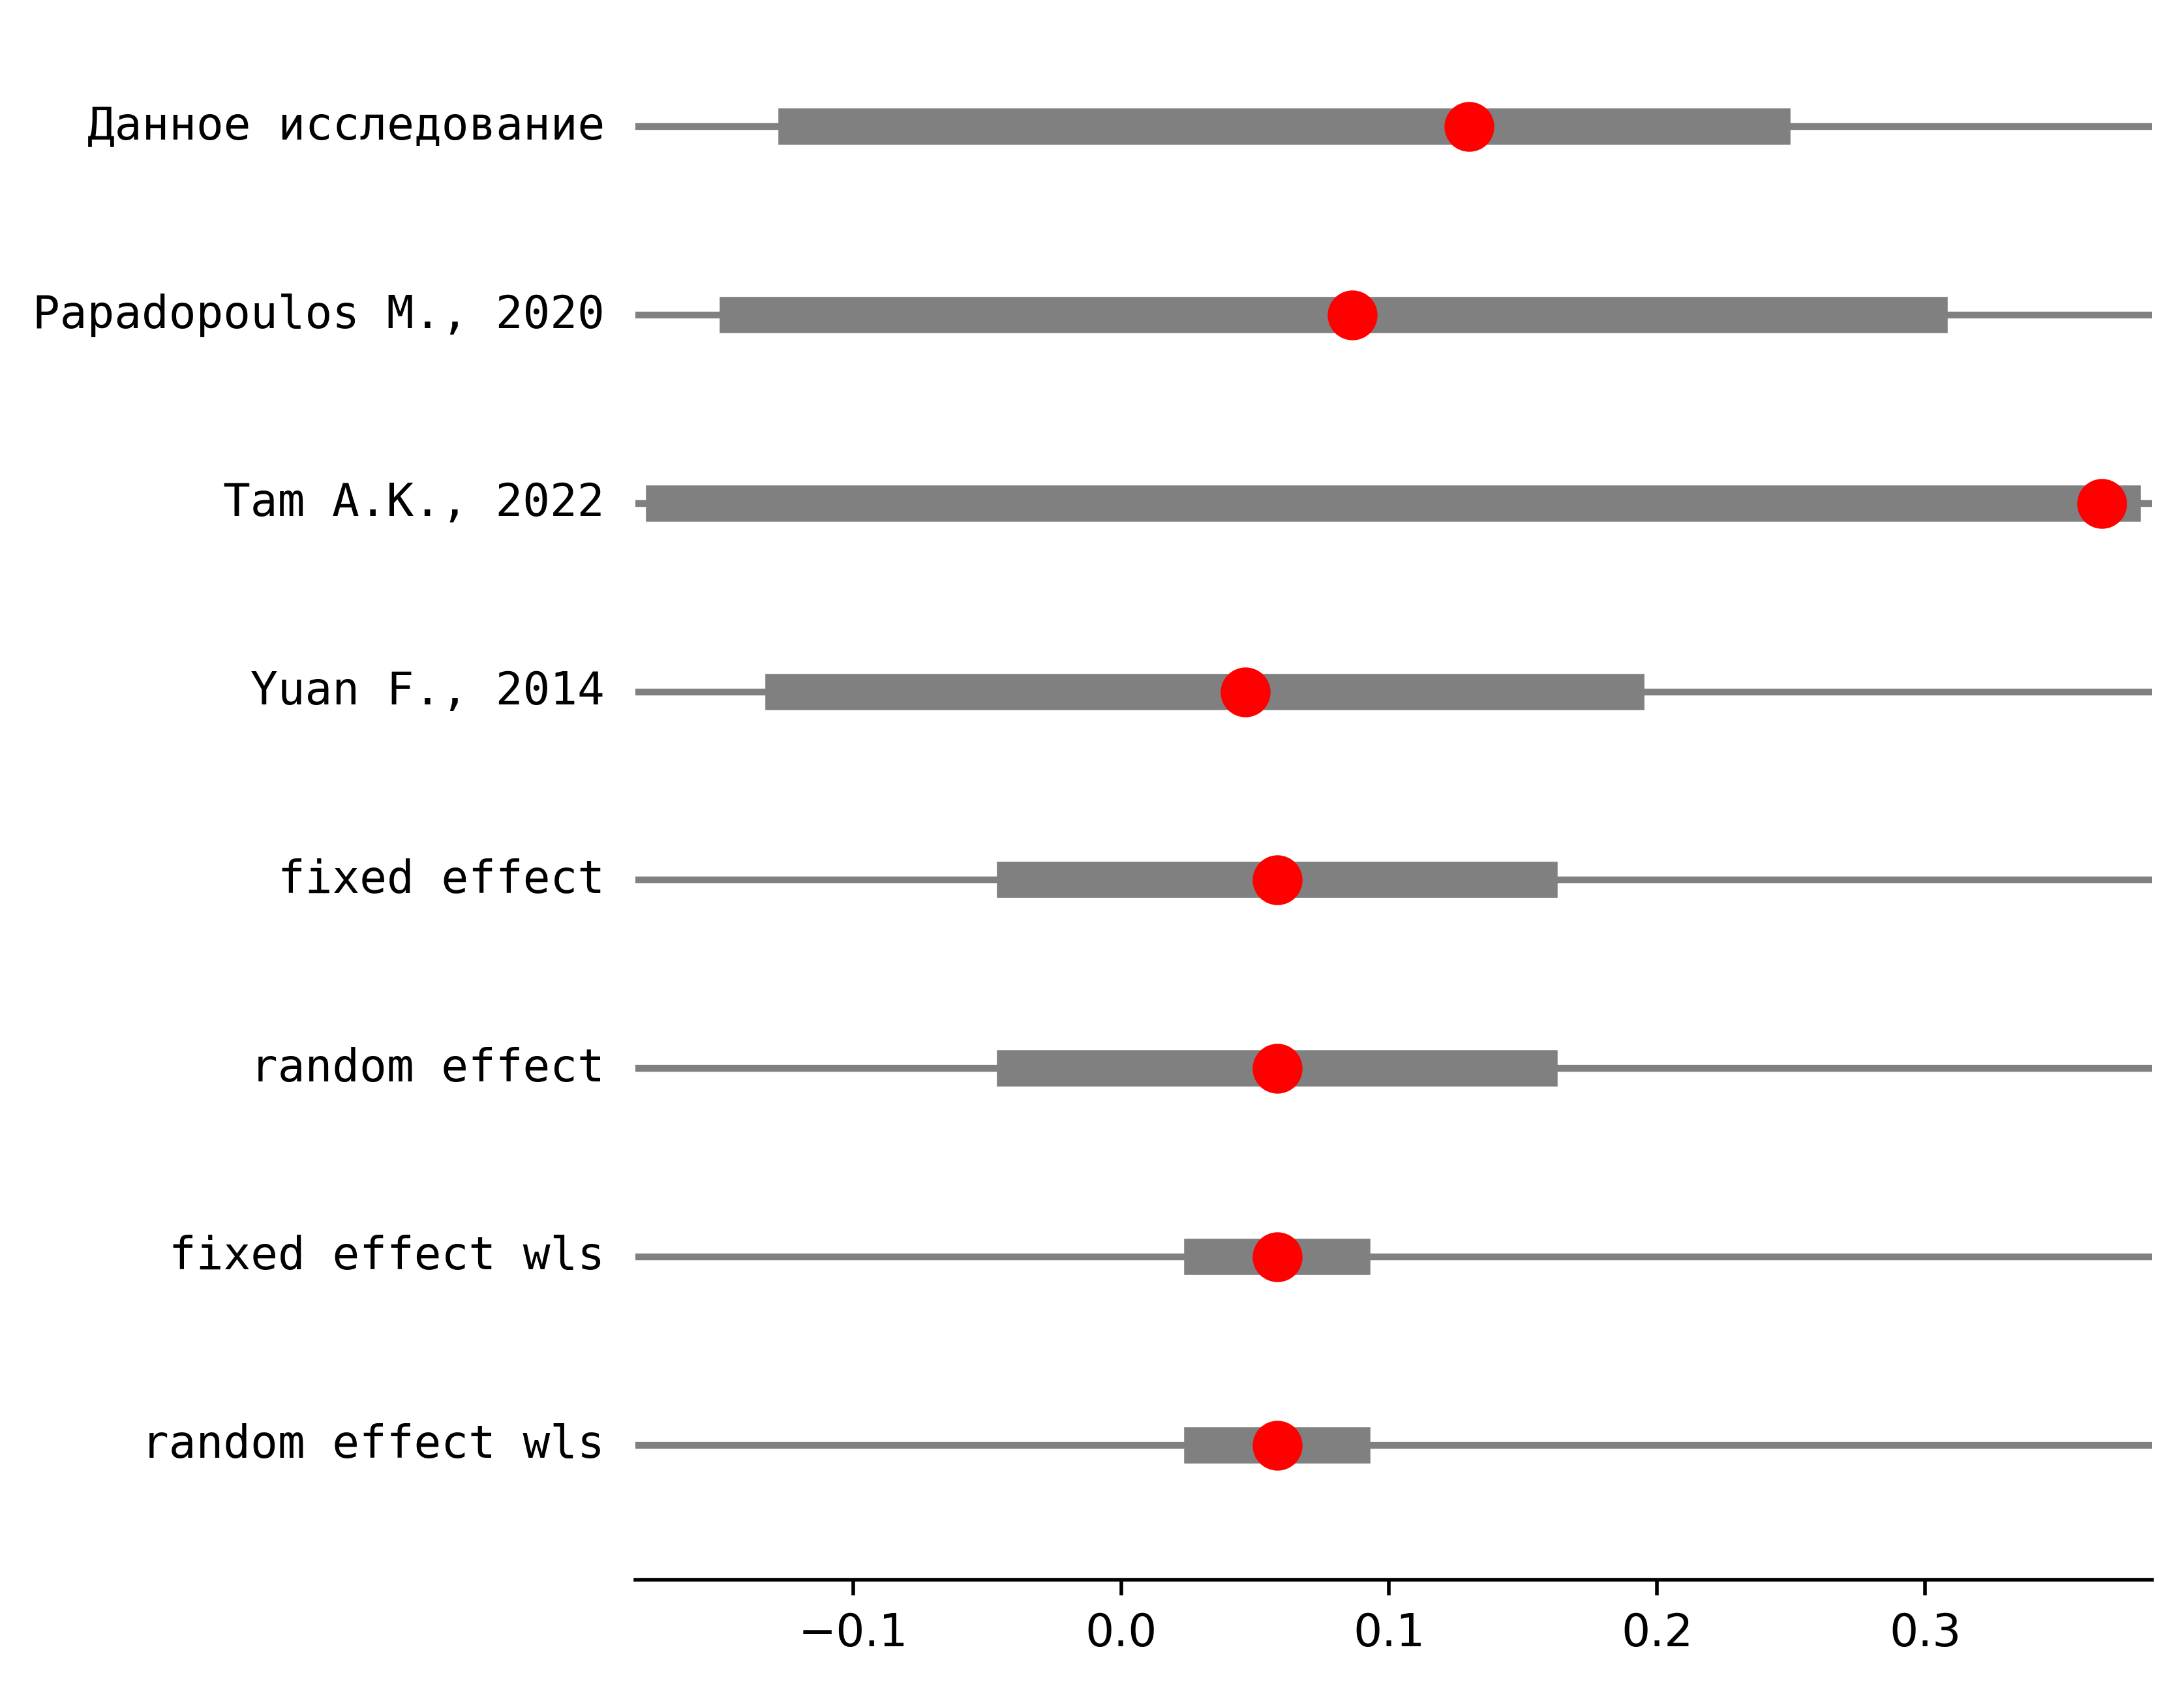 Данное исследование
Papadopoulos M., 2020
Tam A.K., 2022
Yuan F., 2014
fixed effect
random effect
fixed effect wls
random effect wls
−0.1 0.0 0.1 0.2 0.3